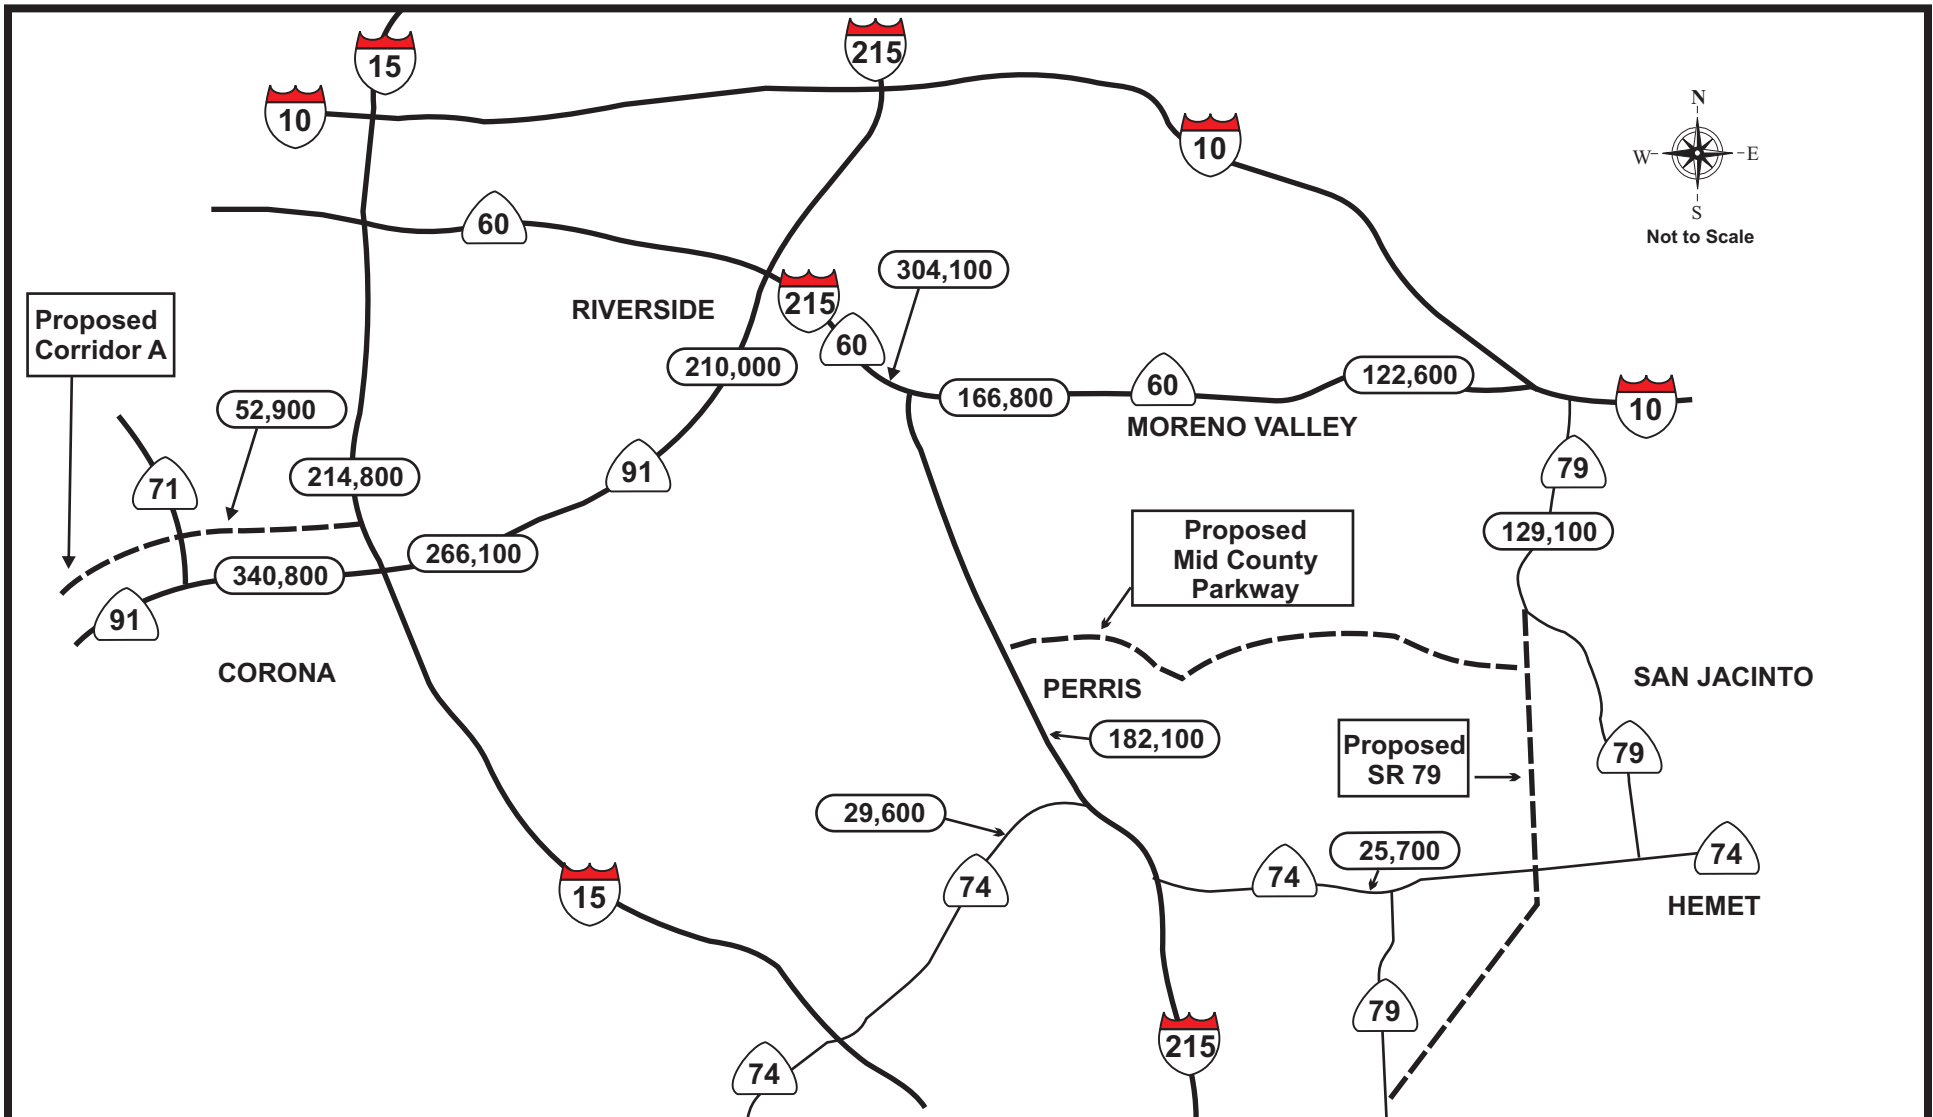 15
215
10
10
N
W
E
S
Not to Scale
60
304,100
Proposed
Corridor A
RIVERSIDE
215
60
210,000
52,900
166,800
60
122,600
10
MORENO VALLEY
71
214,800
91
79
266,100
340,800
129,100
Proposed
Mid County
Parkway
91
CORONA
PERRIS
SAN JACINTO
182,100
Proposed
SR 79
79
29,600
25,700
74
74
74
15
HEMET
79
215
74